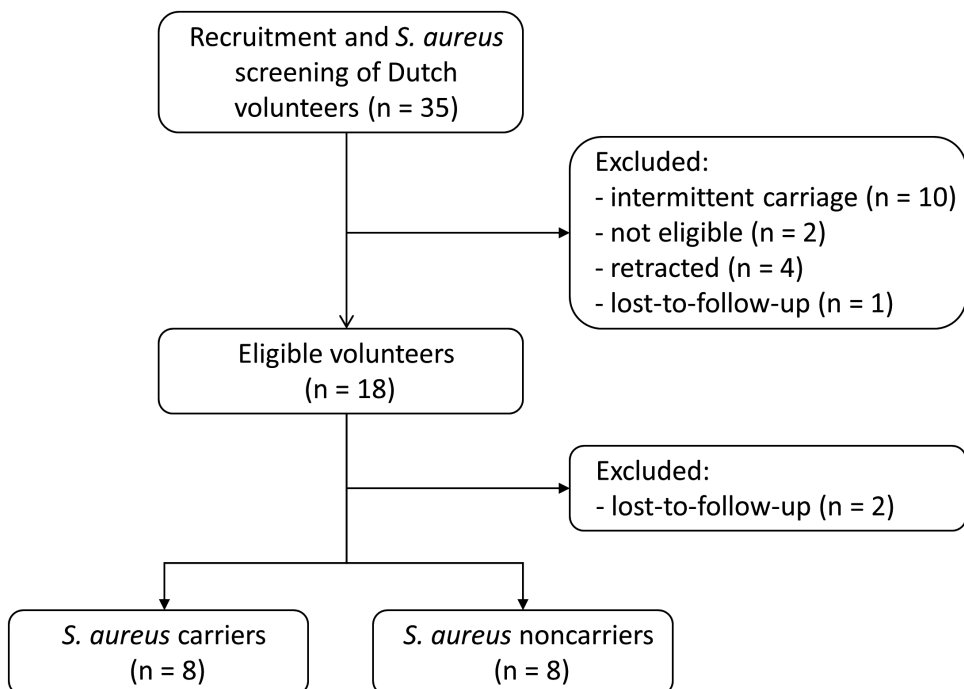 Recruitment and S. aureus
screening of Dutch
volunteers (n = 35)
Excluded:
- intermittent carriage (n = 10)
- not eligible (n = 2)
- retracted (n = 4)
- lost-to-follow-up (n = 1)
Eligible volunteers
(n = 18)
Excluded:
- lost-to-follow-up (n = 2)
S. aureus carriers
(n = 8)
S. aureus noncarriers
(n = 8)